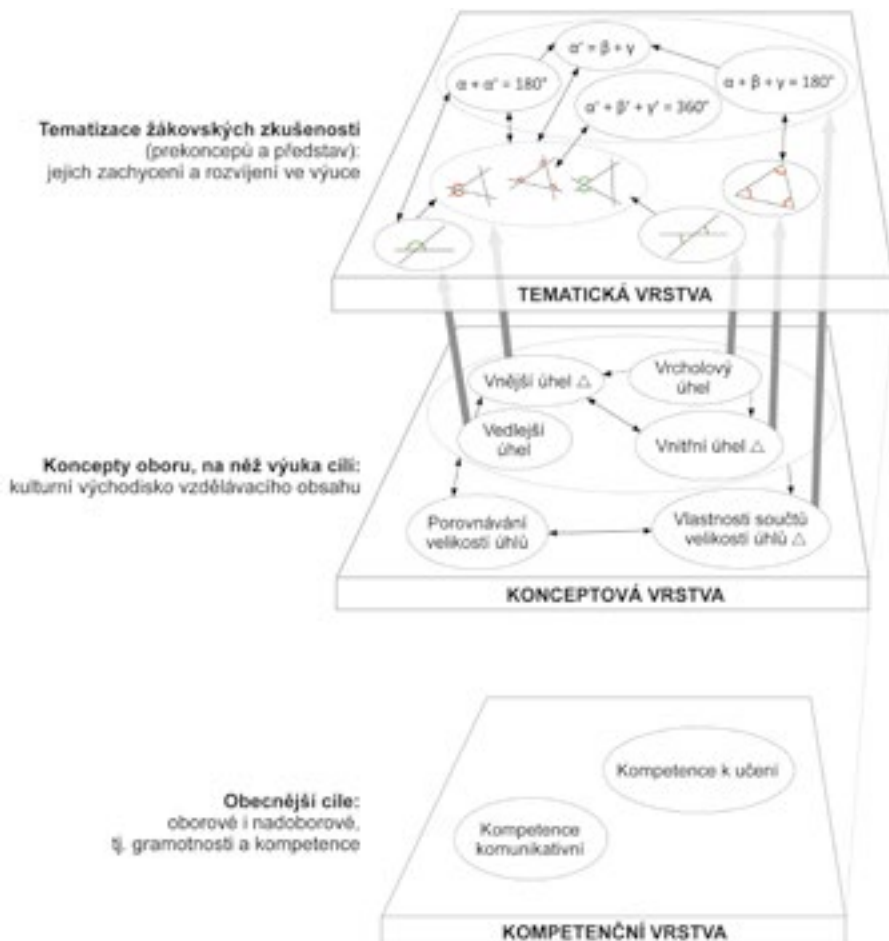 α' = β + γ
α + α' = 180°
α + β + γ = 180°
α' + β' + γ' = 360°
Tematizace žákovských zkušeností
(prekonceptů a představ):
jejich zachycení a rozvíjení ve výuce
TEMATICKÁ VRSTVA
Vnější úhel △
Vrcholový
úhel
Vedlejší
úhel
Vnitřní úhel △
Koncepty oboru, na něž výuka cílí:
kulturní východisko vzdělávacího obsahu
Porovnávání
velikostí úhlů
Vlastnosti součtů
velikostí úhlů △
KONCEPTOVÁ VRSTVA
Kompetence k učení
Obecnější cíle:
oborové i nadoborové,
tj. gramotnosti a kompetence
Kompetence
komunikativní
KOMPETENČNÍ VRSTVA